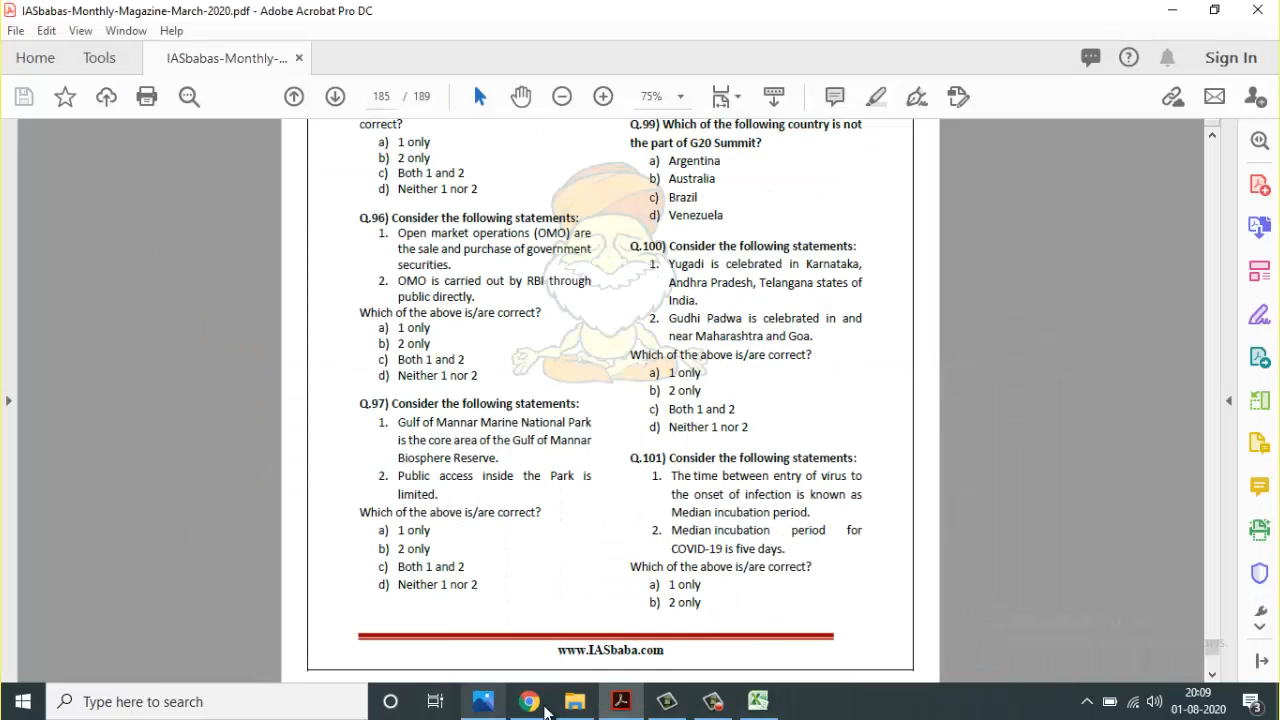 IASbabas-Monthly-Magazine-March-2020.pdf - Adobe Acrobat Pro DC
File Edit View Window Help
Home Tools IASbabas-Monthly-... ×
Sign In
185 / 189
75%
correct?
a) 1 only
b) 2 only
c) Both 1 and 2
d) Neither 1 nor 2
Q.96) Consider the following statements:
1. Open market operations (OMO) are
the sale and purchase of government
securities.
2. OMO is carried out by RBI through
public directly.
Which of the above is/are correct?
a) 1 only
b) 2 only
c) Both 1 and 2
d) Neither 1 nor 2
Q.97) Consider the following statements:
1. Gulf of Mannar Marine National Park
is the core area of the Gulf of Mannar
Biosphere Reserve.
2. Public access inside the Park is
limited.
Which of the above is/are correct?
a) 1 only
b) 2 only
c) Both 1 and 2
d) Neither 1 nor 2
Q.99) Which of the following country is not
the part of G20 Summit?
a) Argentina
b) Australia
c) Brazil
d) Venezuela
Q.100) Consider the following statements:
1. Yugadi is celebrated in Karnataka,
Andhra Pradesh, Telangana states of
India.
2. Gudhi Padwa is celebrated in and
near Maharashtra and Goa.
Which of the above is/are correct?
a) 1 only
b) 2 only
c) Both 1 and 2
d) Neither 1 nor 2
Q.101) Consider the following statements:
1. The time between entry of virus to
the onset of infection is known as
Median incubation period.
2. Median incubation period for
COVID-19 is five days.
Which of the above is/are correct?
a) 1 only
b) 2 only
www.IASbaba.com
Type here to search
20:09
01-08-2020
3